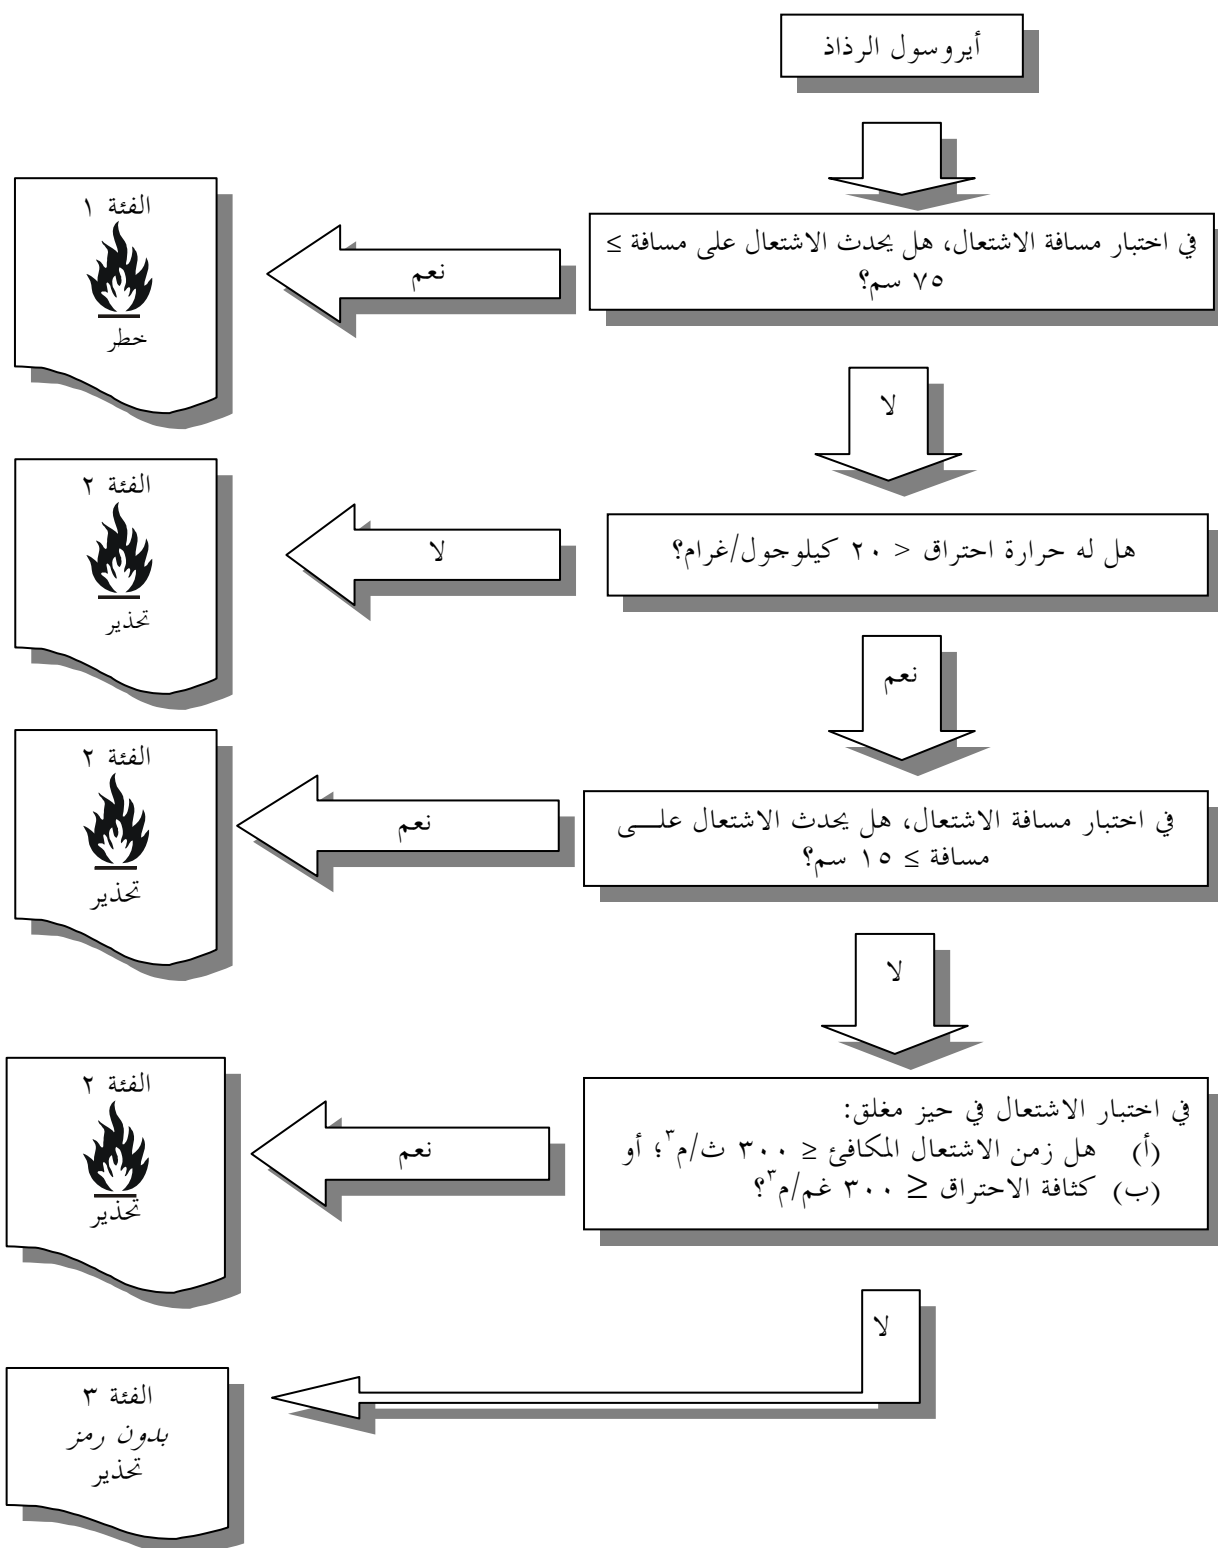 أيروسول الرذاذ
في اختبار مسافة الاشتعال، هل يحدث الاشتعال على مسافة ≥
٧٥ سم؟
نعم
الفئة ١
خطر
لا
هل له حرارة احتراق < ٢٠ كيلوجول/غرام؟
لا
الفئة ٢
تحذير
نعم
في اختبار مسافة الاشتعال، هل يحدث الاشتعال علــى
مسافة ≥ ١٥ سم؟
نعم
الفئة ٢
تحذير
لا
في اختبار الاشتعال في حيز مغلق:
(أ) هل زمن الاشتعال المكافئ ≤ ٣٠٠ ث/م٣؛ أو
(ب) كثافة الاحتراق ≤ ٣٠٠ غم/م٣؟
نعم
الفئة ٢
تحذير
لا
الفئة ٣
بدون رمز
تحذير